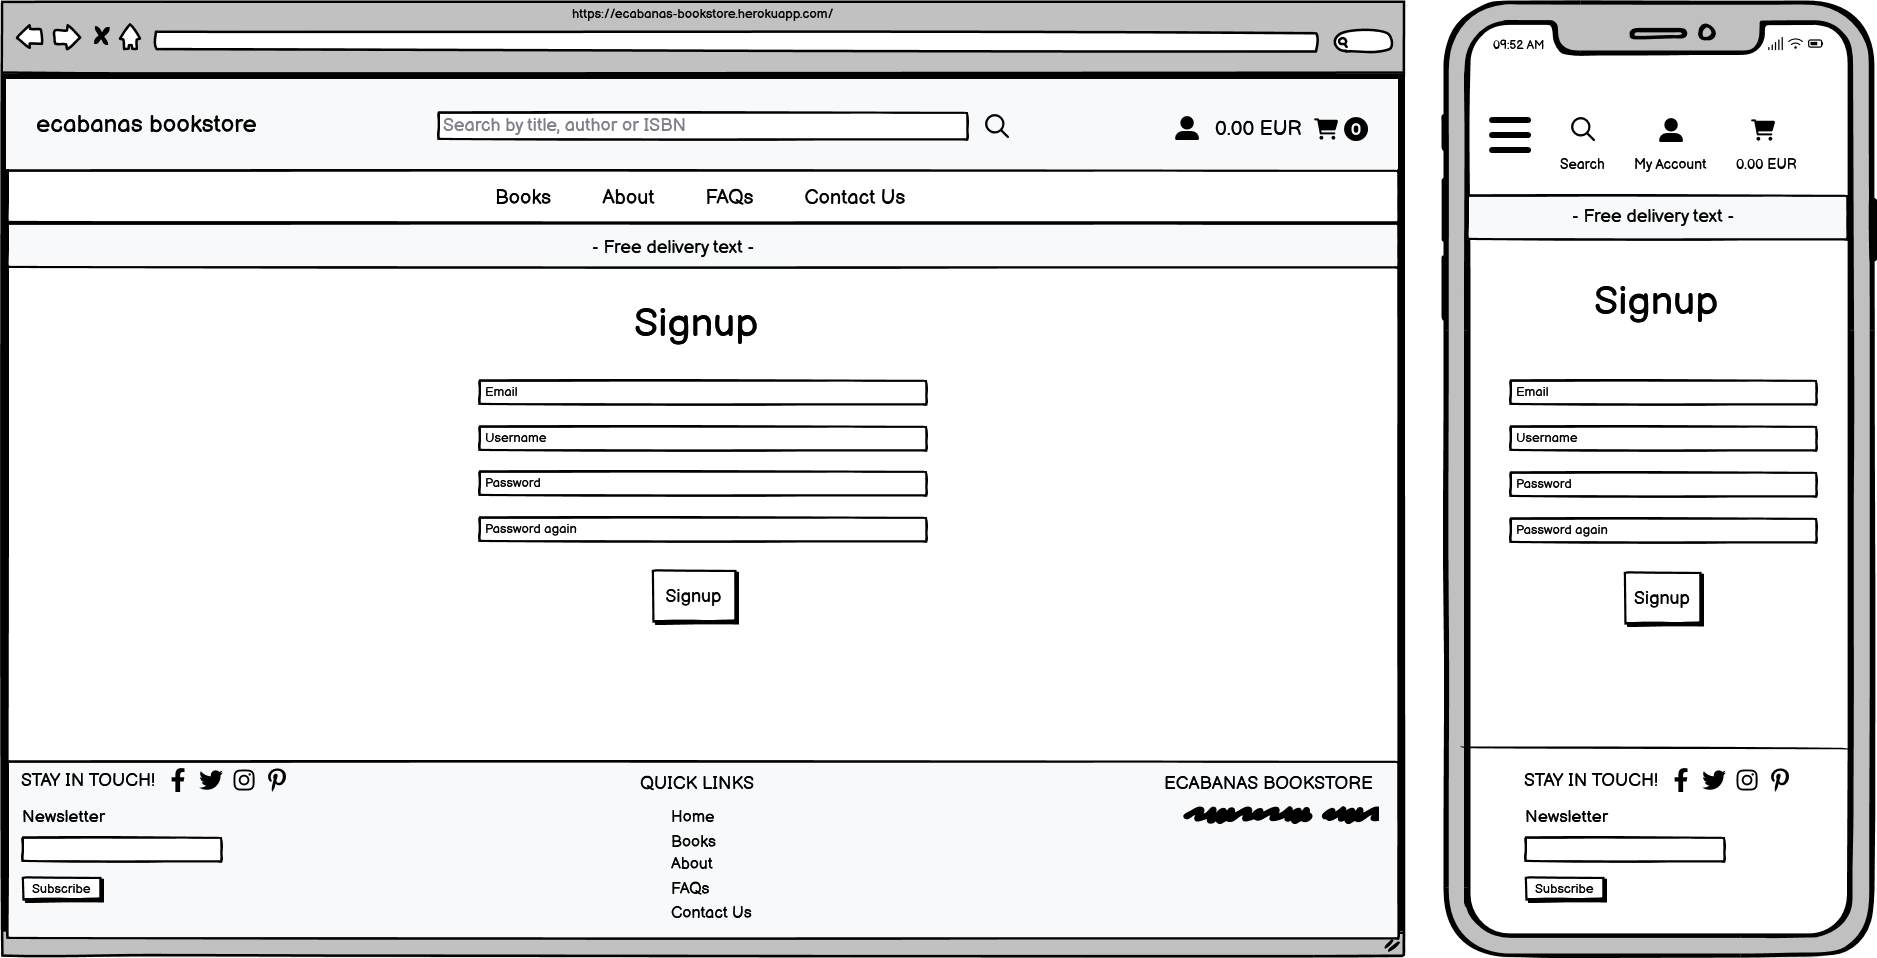 https://ecabanas-bookstore.herokuapp.com/
ecabanas bookstore
Search by title, author or ISBN
0.00 EUR
0
Books About FAQs Contact Us
- Free delivery text -
Signup
Email
Username
Password
Password again
Signup
STAY IN TOUCH!
Newsletter
Subscribe
QUICK LINKS
Home
Books
About
FAQs
Contact Us
ECABANAS BOOKSTORE
09:52 AM
Search
My Account
0.00 EUR
- Free delivery text -
Signup
Email
Username
Password
Password again
Signup
STAY IN TOUCH!
Newsletter
Subscribe